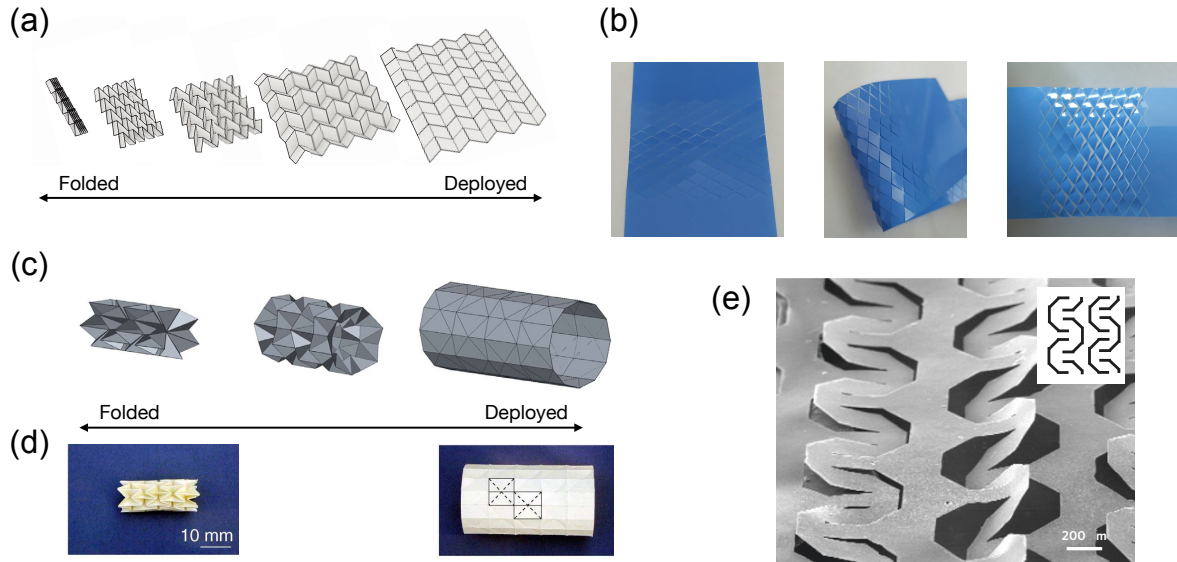 (a)
Folded
Deployed
(b)
(c)
Folded
Deployed
(d)
10 mm
(e)
200 m